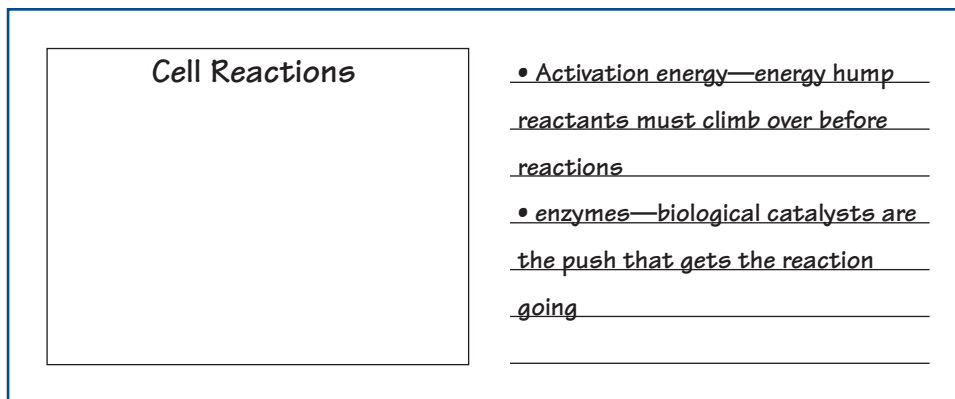 Cell Reactions
• Activation energy—energy hump
reactants must climb over before
reactions
• enzymes—biological catalysts are
the push that gets the reaction
going